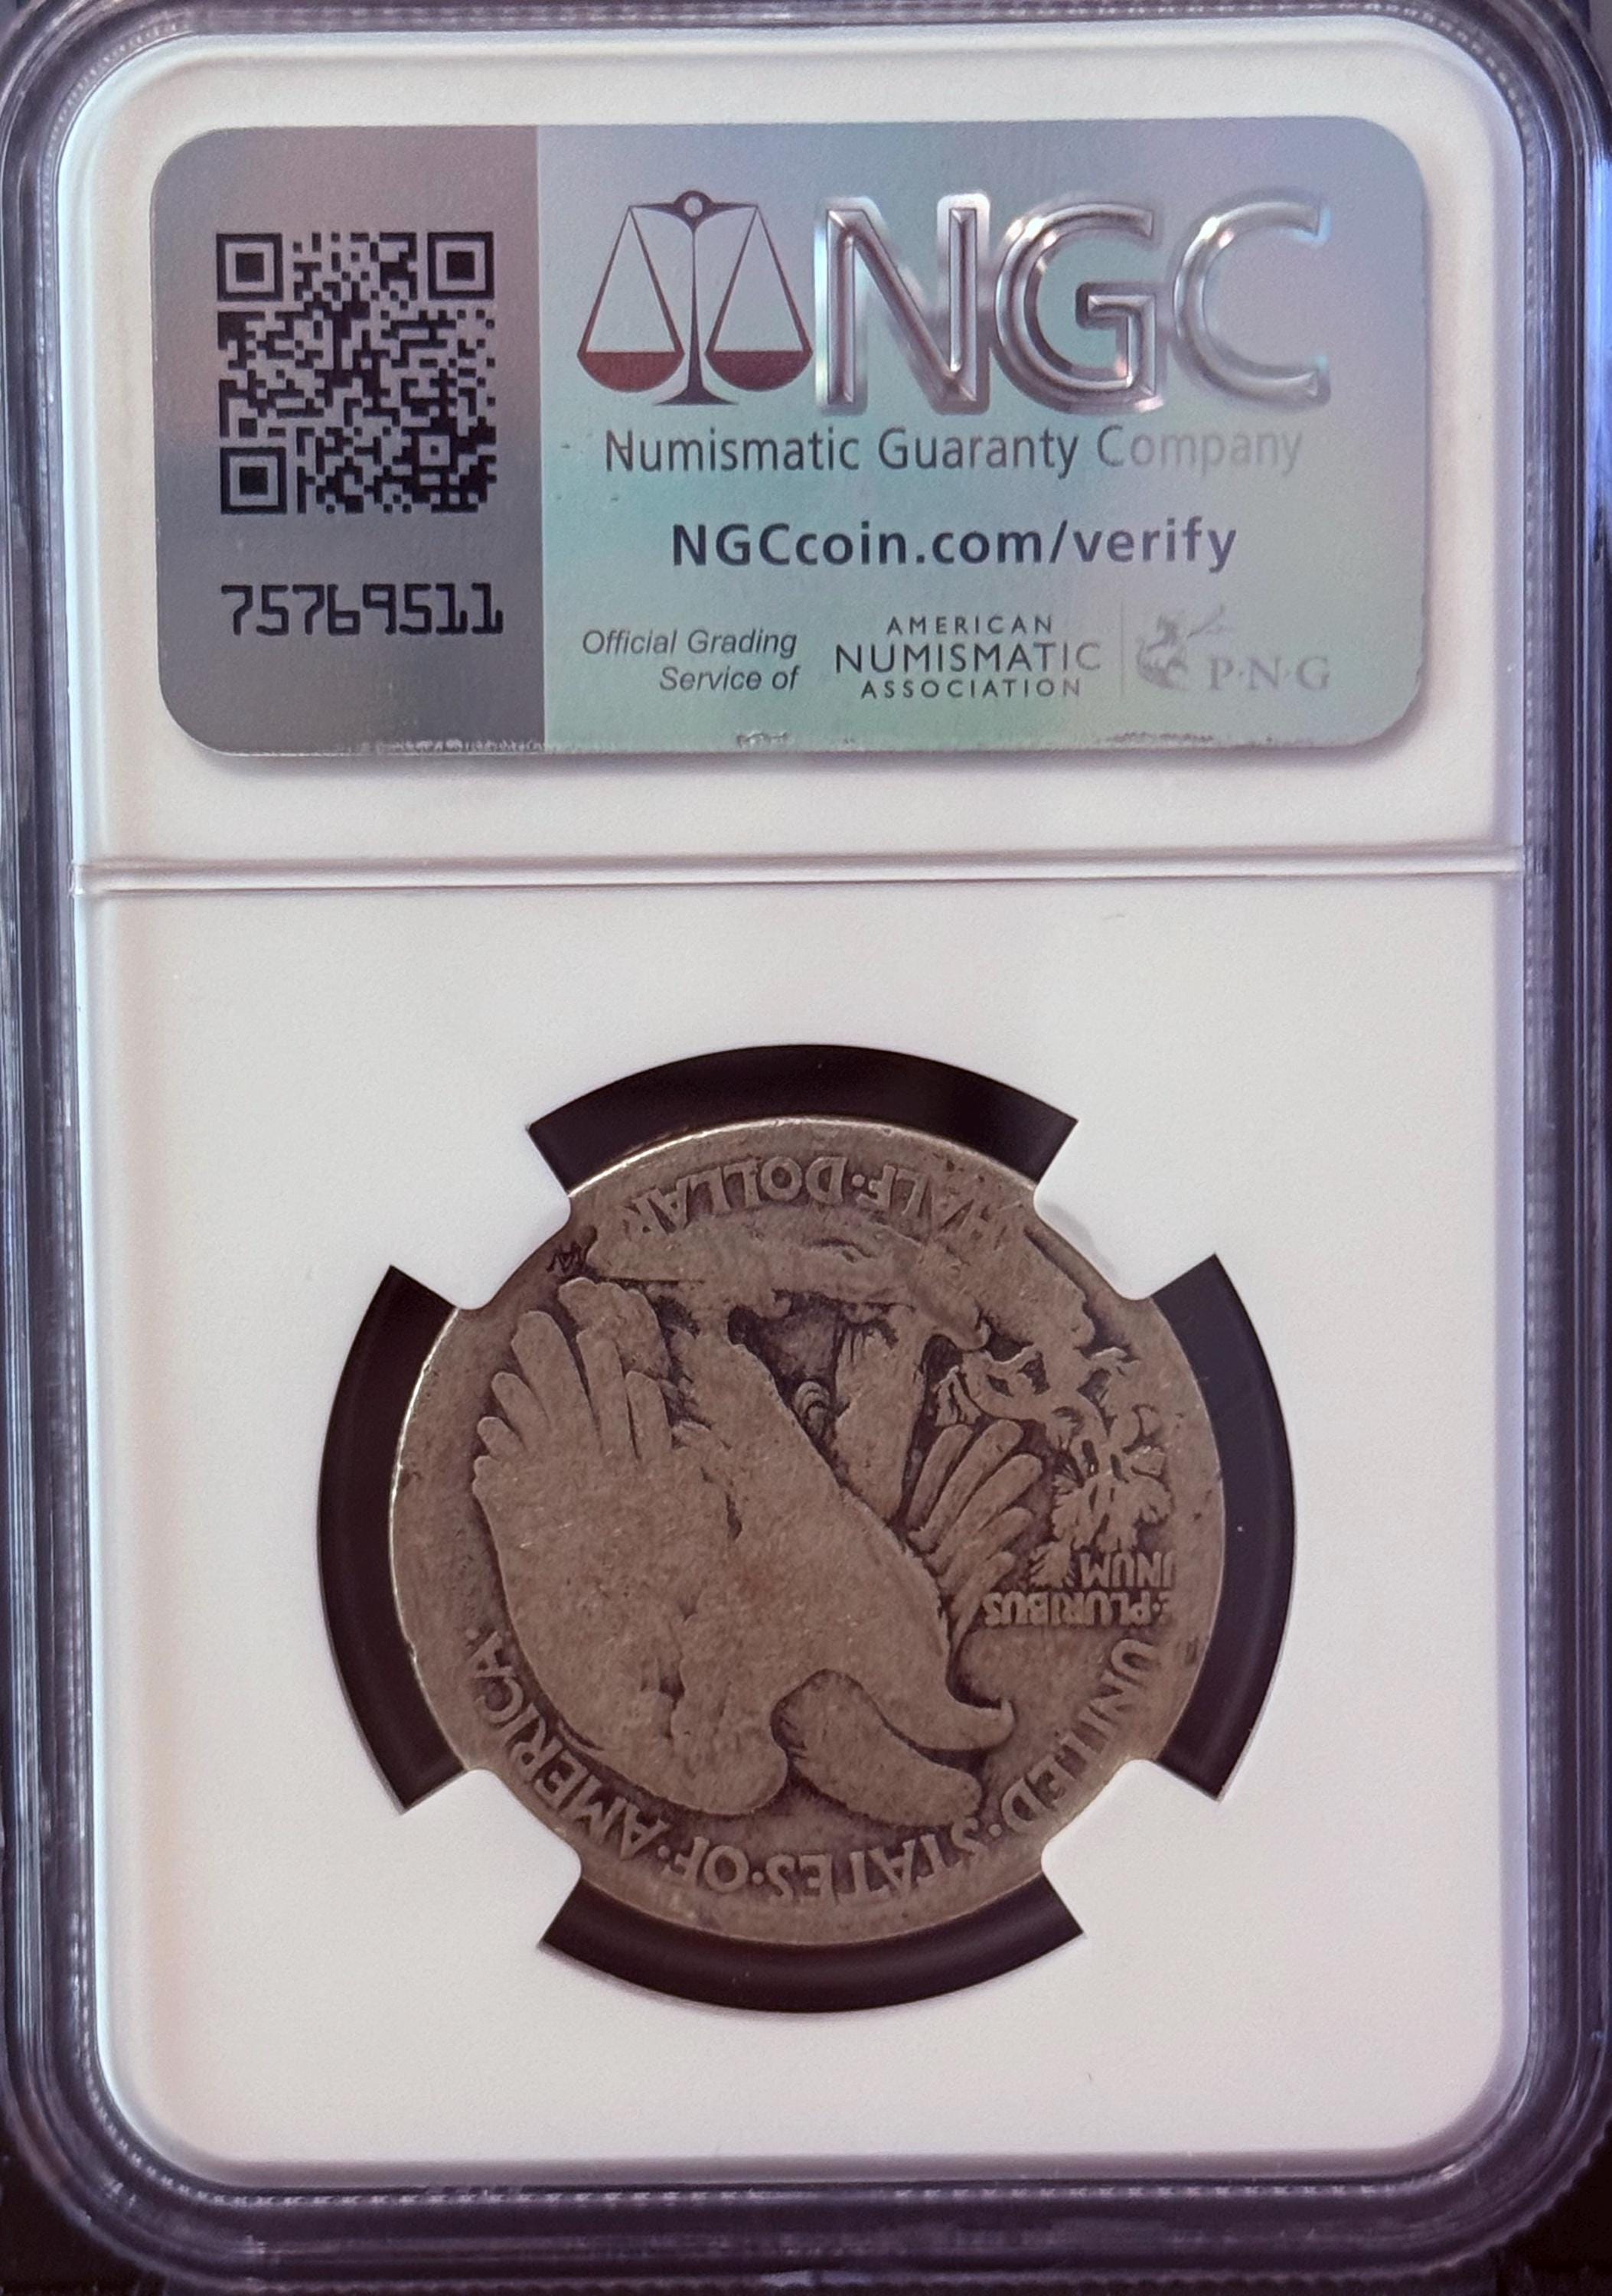 NGC
Numismatic Guaranty Company
NGCcoin.com/verify
75769511
Official Grading
Service of
AMERICAN
NUMISMATIC
ASSOCIATION
P·N·G
HALF·DOLLAR
UNUM
PLURIBUS
UNITED·STATES·OF·AMERICA·